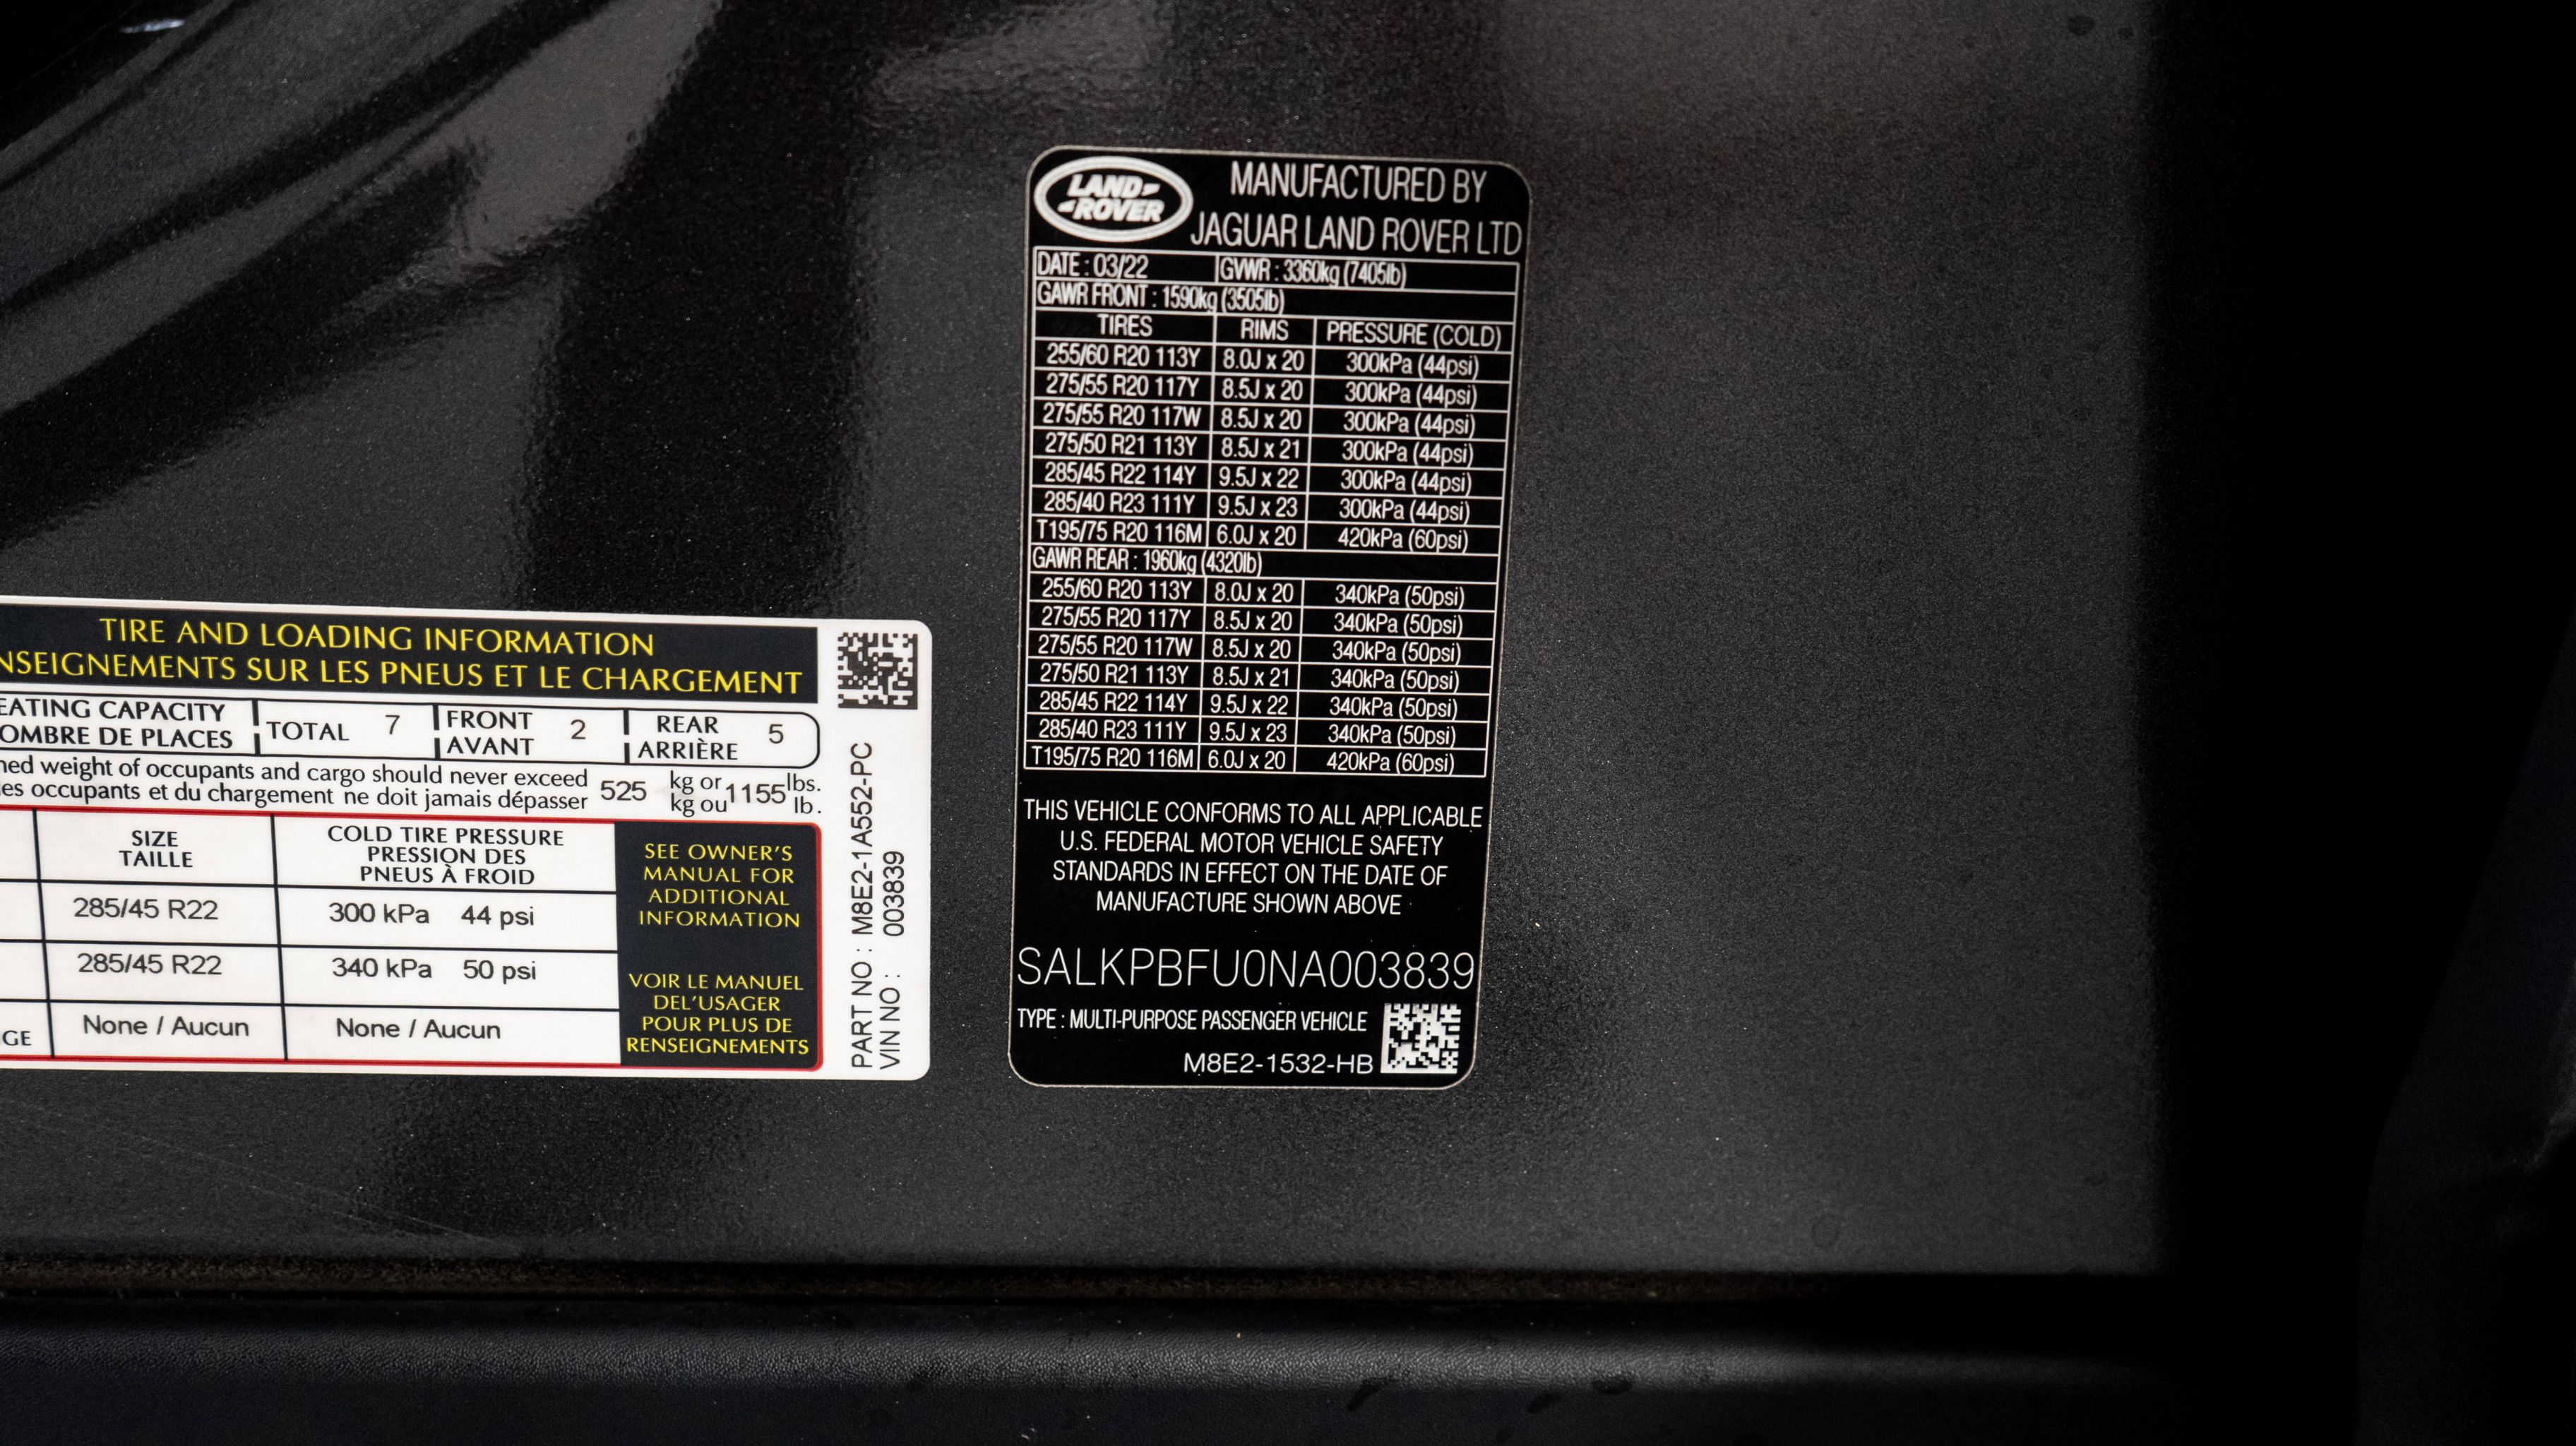 TIRE AND LOADING INFORMATION
NSEIGNEMENTS SUR LES PNEUS ET LE CHARGEMENT
EATING CAPACITY
OMBRE DE PLACES
TOTAL 7
FRONT
AVANT
2
REAR
ARRIÈRE
5
ned weight of occupants and cargo should never exceed
es occupants et du chargement ne doit jamais dépasser
525
kg or
kg ou
1155
lbs.
lb.
SIZE
TAILLE
COLD TIRE PRESSURE
PRESSION DES
PNEUS À FROID
285/45 R22 300 kPa 44 psi
285/45 R22 340 kPa 50 psi
GE None / Aucun None / Aucun
SEE OWNER'S
MANUAL FOR
ADDITIONAL
INFORMATION
VOIR LE MANUEL
DEL'USAGER
POUR PLUS DE
RENSEIGNEMENTS
PART NO : M8E2-1A552-PC
VIN NO : 003839
LAND-
-ROVER
MANUFACTURED BY
JAGUAR LAND ROVER LTD
DATE : 03/22 GVWR : 3360kg (7405lb)
GAWR FRONT : 1590kg (3505lb)
TIRES RIMS PRESSURE (COLD)
255/60 R20 113Y 8.0J x 20 300kPa (44psi)
275/55 R20 117Y 8.5J x 20 300kPa (44psi)
275/55 R20 117W 8.5J x 20 300kPa (44psi)
275/50 R21 113Y 8.5J x 21 300kPa (44psi)
285/45 R22 114Y 9.5J x 22 300kPa (44psi)
285/40 R23 111Y 9.5J x 23 300kPa (44psi)
T195/75 R20 116M 6.0J x 20 420kPa (60psi)
GAWR REAR : 1960kg (4320lb)
255/60 R20 113Y 8.0J x 20 340kPa (50psi)
275/55 R20 117Y 8.5J x 20 340kPa (50psi)
275/55 R20 117W 8.5J x 20 340kPa (50psi)
275/50 R21 113Y 8.5J x 21 340kPa (50psi)
285/45 R22 114Y 9.5J x 22 340kPa (50psi)
285/40 R23 111Y 9.5J x 23 340kPa (50psi)
T195/75 R20 116M 6.0J x 20 420kPa (60psi)
THIS VEHICLE CONFORMS TO ALL APPLICABLE
U.S. FEDERAL MOTOR VEHICLE SAFETY
STANDARDS IN EFFECT ON THE DATE OF
MANUFACTURE SHOWN ABOVE
SALKPBFU0NA003839
TYPE : MULTI-PURPOSE PASSENGER VEHICLE
M8E2-1532-HB